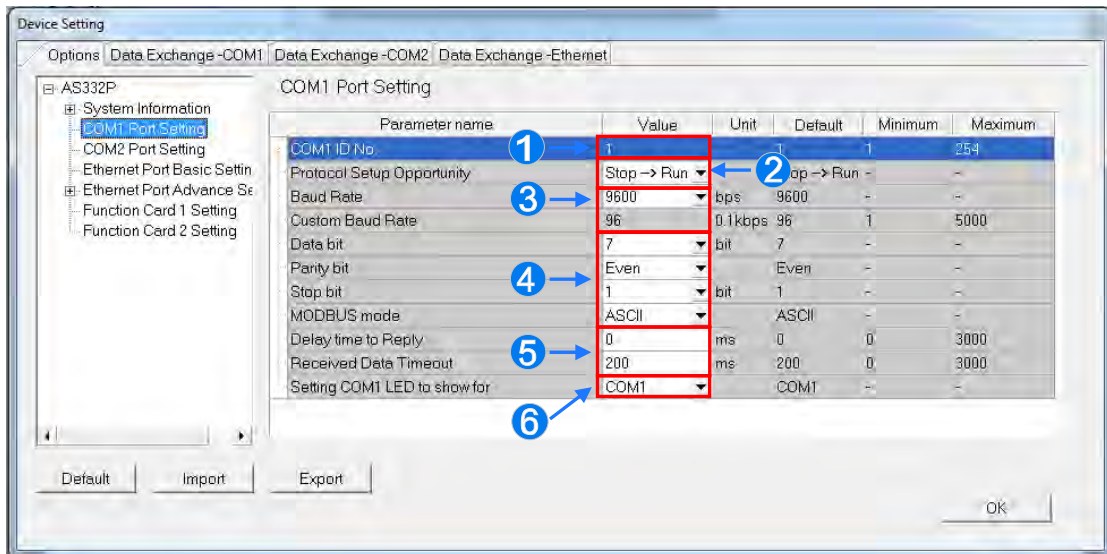 Device Setting
Options Data Exchange -COM1 Data Exchange -COM2 Data Exchange -Ethernet
AS332P
System Information
COM1 Port Setting
COM2 Port Setting
Ethernet Port Basic Settin
Ethernet Port Advance Se
Function Card 1 Setting
Function Card 2 Setting
COM1 Port Setting
Parameter name Value Unit Default Minimum Maximum
COM1 ID No. 1 1 1 254
Protocol Setup Opportunity Stop -> Run op -> Run - -
Baud Rate 9600 bps 9600 - -
Custom Baud Rate 96 0.1kbps 96 1 5000
Data bit 7 bit 7 - -
Parity bit Even Even - -
Stop bit 1 bit 1 - -
MODBUS mode ASCII ASCII - -
Delay time to Reply 0 ms 0 0 3000
Received Data Timeout 200 ms 200 0 3000
Setting COM1 LED to show for COM1 COM1 - -
1
2
3
4
5
6
Default Import Export
OK